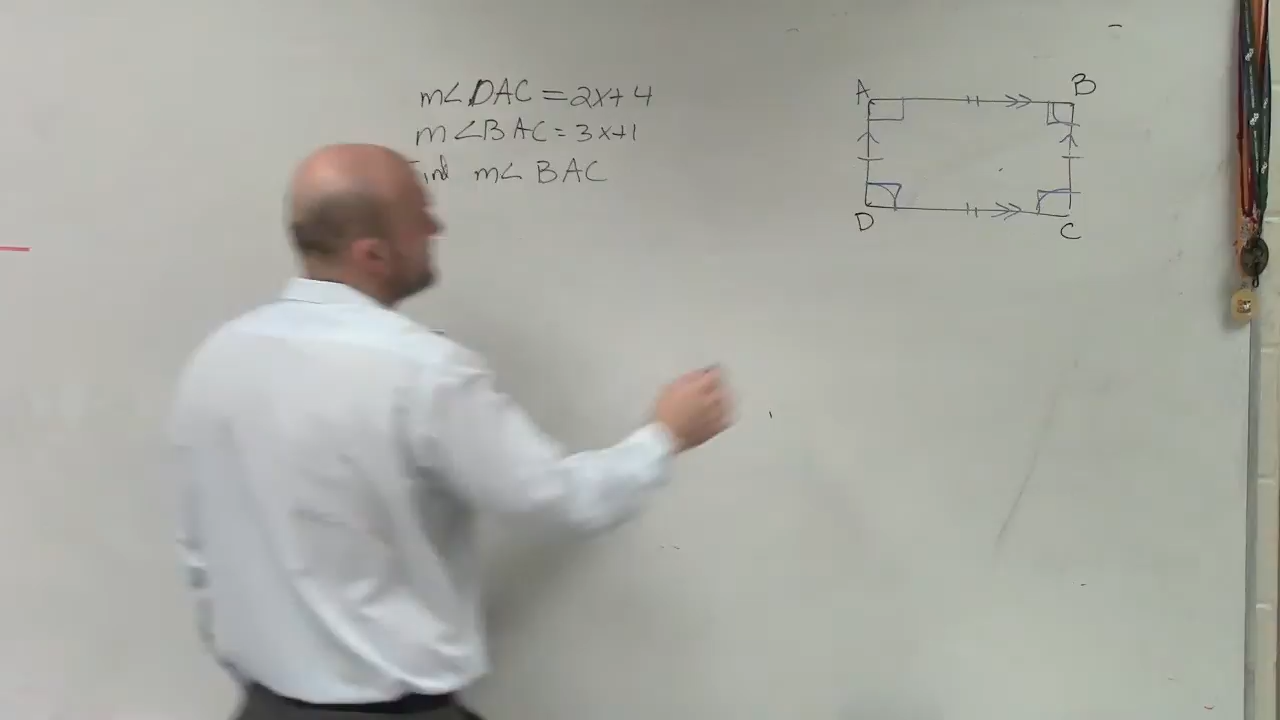 m∠DAC = 2x+4
m∠BAC = 3x+1
m∠ BAC
A B
D C